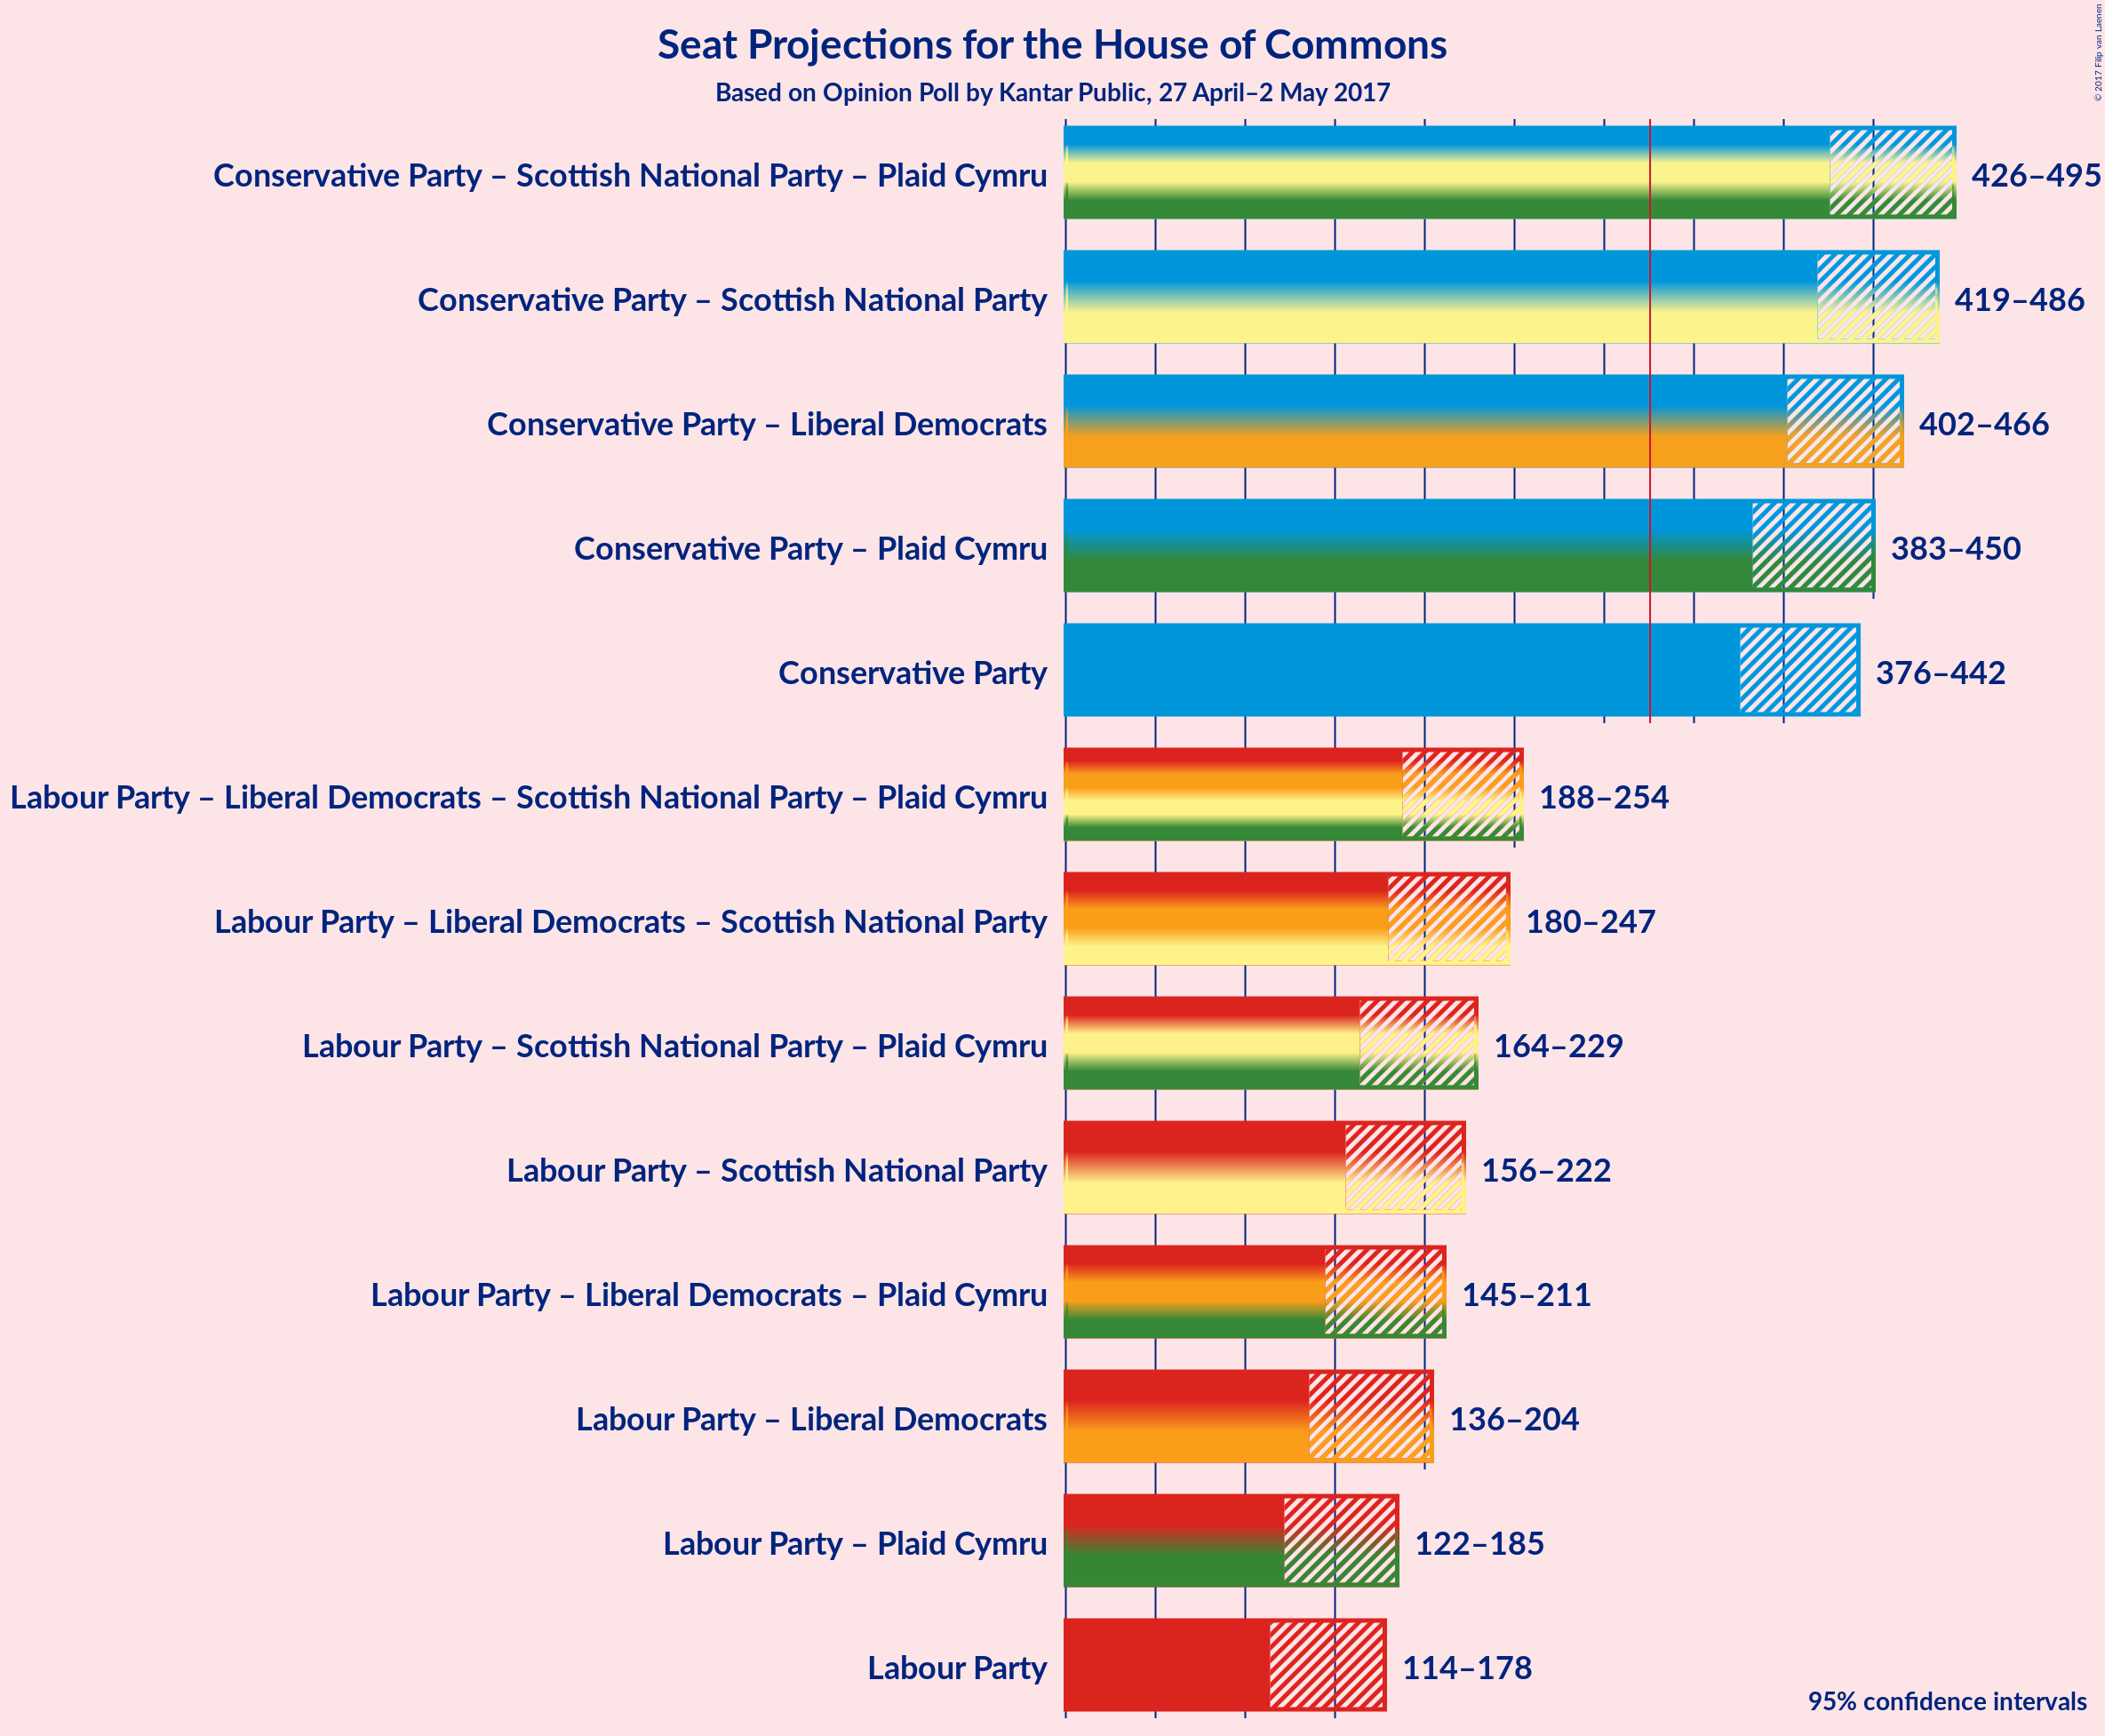 Seat Projections for the House of Commons
Based on Opinion Poll by Kantar Public, 27 April–2 May 2017
© 2017 Filip van Laenen
Conservative Party – Scottish National Party – Plaid Cymru 426–495
Conservative Party – Scottish National Party 419–486
Conservative Party – Liberal Democrats 402–466
Conservative Party – Plaid Cymru 383–450
Conservative Party 376–442
Labour Party – Liberal Democrats – Scottish National Party – Plaid Cymru 188–254
Labour Party – Liberal Democrats – Scottish National Party 180–247
Labour Party – Scottish National Party – Plaid Cymru 164–229
Labour Party – Scottish National Party 156–222
Labour Party – Liberal Democrats – Plaid Cymru 145–211
Labour Party – Liberal Democrats 136–204
Labour Party – Plaid Cymru 122–185
Labour Party 114–178
95% confidence intervals